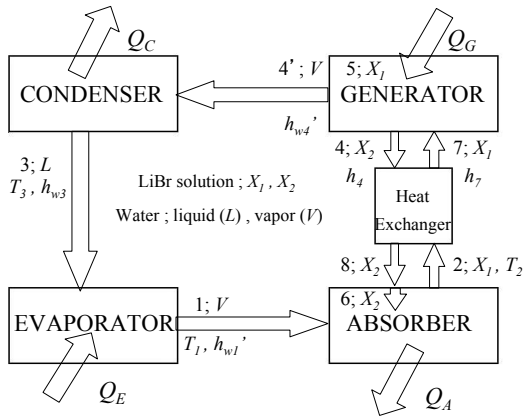 Q_C
Q_G
CONDENSER
4’ ; V
h_w4’
5; X_1
GENERATOR
3; L
T_3 , h_w3
4; X_2
h_4
7; X_1
h_7
LiBr solution ; X_1 , X_2
Water ; liquid (L) , vapor (V)
Heat
Exchanger
8; X_2
2; X_1, T_2
6; X_2
EVAPORATOR
1; V
T_1, h_w1’
ABSORBER
Q_E
Q_A